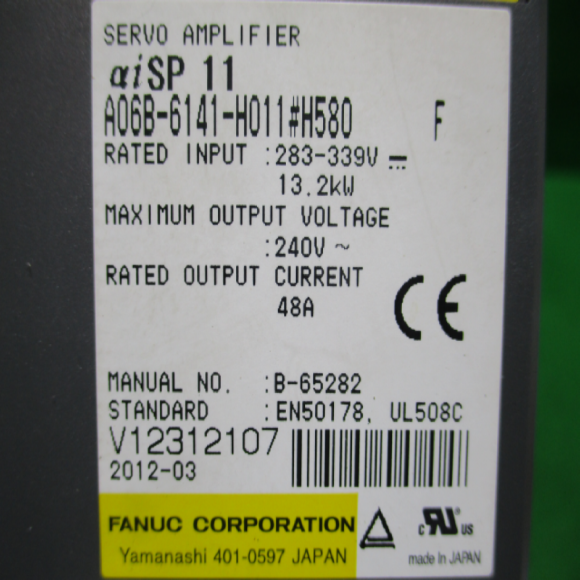 SERVO AMPLIFIER
αiSP 11
A06B-6141-H011#H580 F
RATED INPUT :283-339V ⎓
13.2kW
MAXIMUM OUTPUT VOLTAGE
:240V ~
RATED OUTPUT CURRENT
48A
CE
MANUAL NO. :B-65282
STANDARD :EN50178, UL508C
V12312107
2012-03
FANUC CORPORATION
Yamanashi 401-0597 JAPAN
c RU us
made in JAPAN